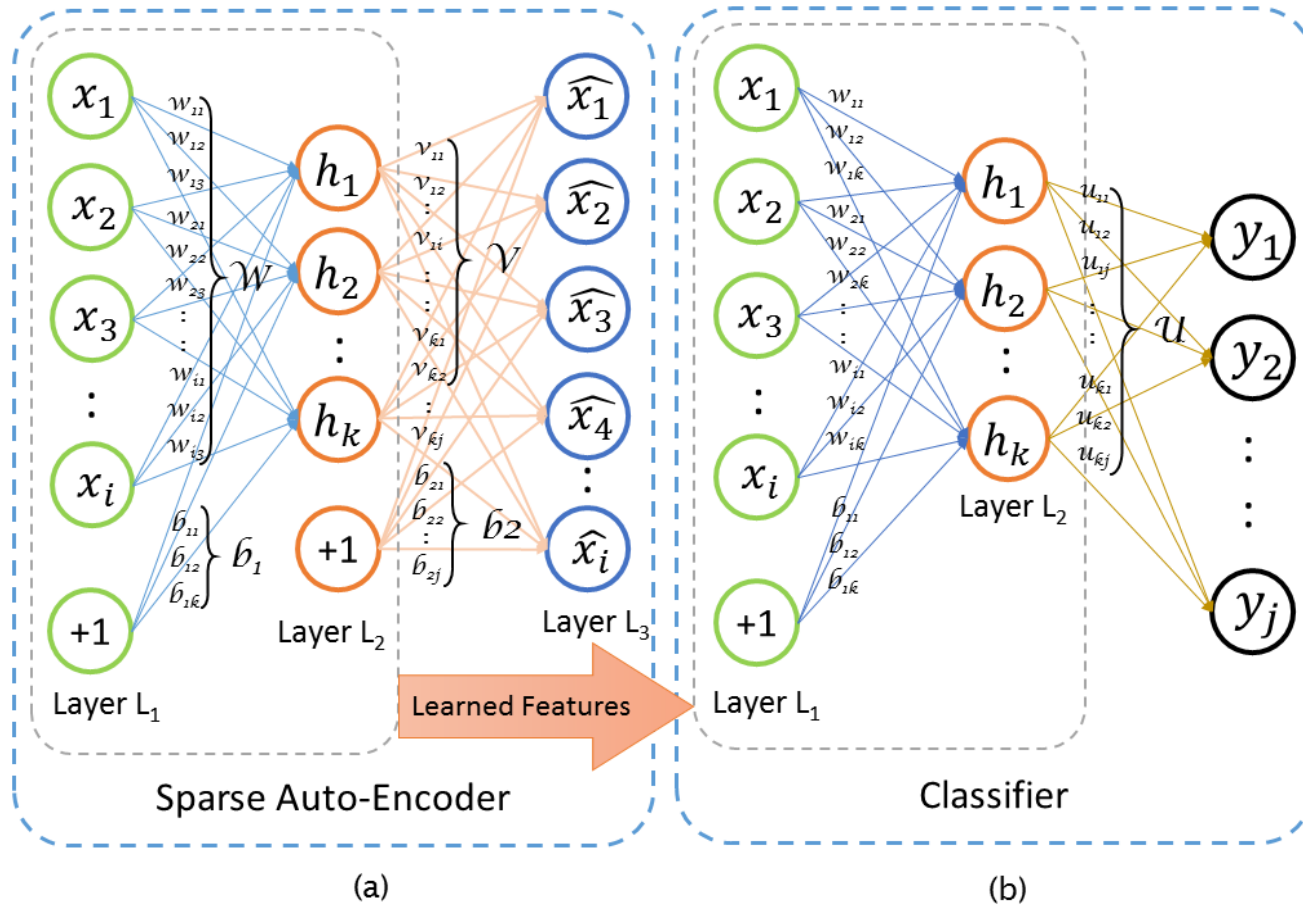 x₁
x₂
x₃
⋮
xᵢ
+1
Layer L₁
w₁₁
w₁₂
w₁₃
w₂₁
w₂₂
w₂₃
⋮
⋮
wᵢ₁
wᵢ₂
wᵢ₃
W
b₁₁
b₁₂
b₁ₖ
b₁
h₁
h₂
⋮
hₖ
+1
Layer L₂
v₁₁
v₁₂
⋮
v₁ᵢ
⋮
⋮
vₖ₁
vₖ₂
⋮
vₖⱼ
V
b₂₁
b₂₂
⋮
b₂ⱼ
b2
x̂₁
x̂₂
x̂₃
x̂₄
⋮
x̂ᵢ
Layer L₃
Learned Features
Sparse Auto-Encoder
(a)
x₁
x₂
x₃
⋮
xᵢ
+1
Layer L₁
w₁₁
w₁₂
w₁ₖ
w₂₁
w₂₂
w₂ₖ
⋮
⋮
wᵢ₁
wᵢ₂
wᵢₖ
b₁₁
b₁₂
b₁ₖ
h₁
h₂
⋮
hₖ
Layer L₂
u₁₁
u₁₂
u₁ⱼ
⋮
⋮
uₖ₁
uₖ₂
uₖⱼ
U
y₁
y₂
⋮
⋮
yⱼ
Classifier
(b)